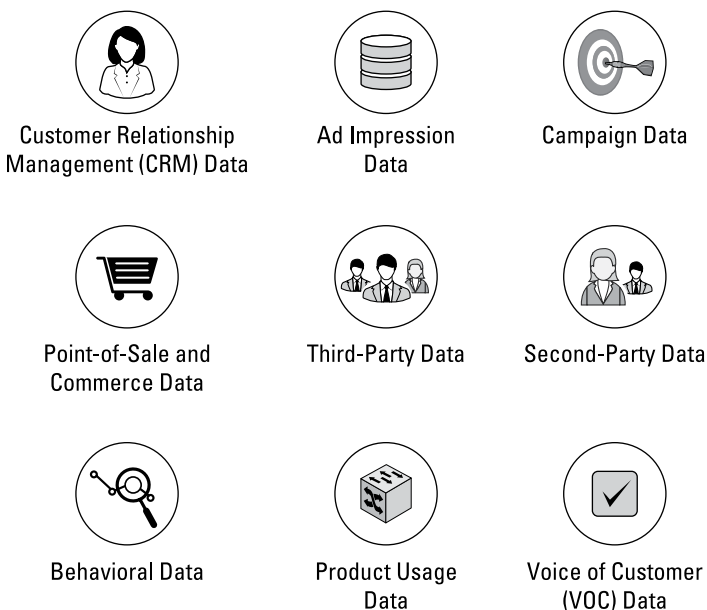 Customer Relationship
Management (CRM) Data
Ad Impression
Data
Campaign Data
Point-of-Sale and
Commerce Data
Third-Party Data
Second-Party Data
Behavioral Data
Product Usage
Data
Voice of Customer
(VOC) Data